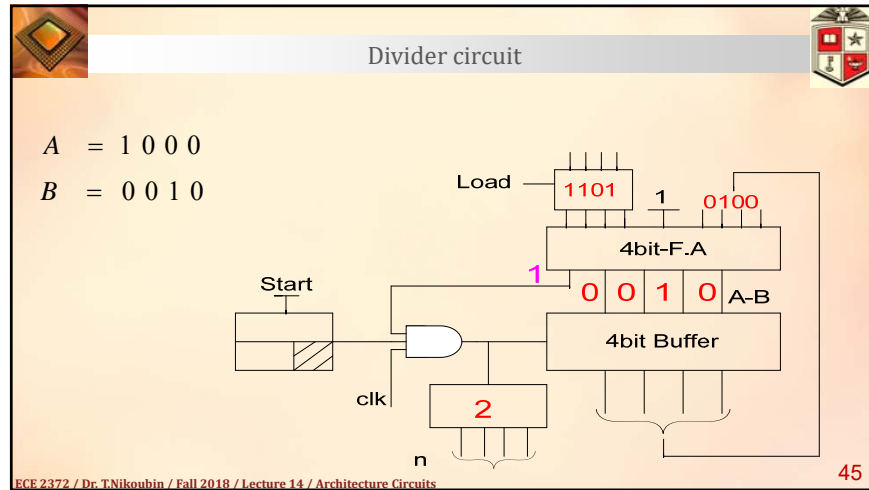 Divider circuit
A = 1 0 0 0
B = 0 0 1 0
Load
1101
1
0100
4bit-F.A
1
0 0 1 0
A-B
Start
4bit Buffer
clk
2
n
ECE 2372 / Dr. T.Nikoubin / Fall 2018 / Lecture 14 / Architecture Circuits
45